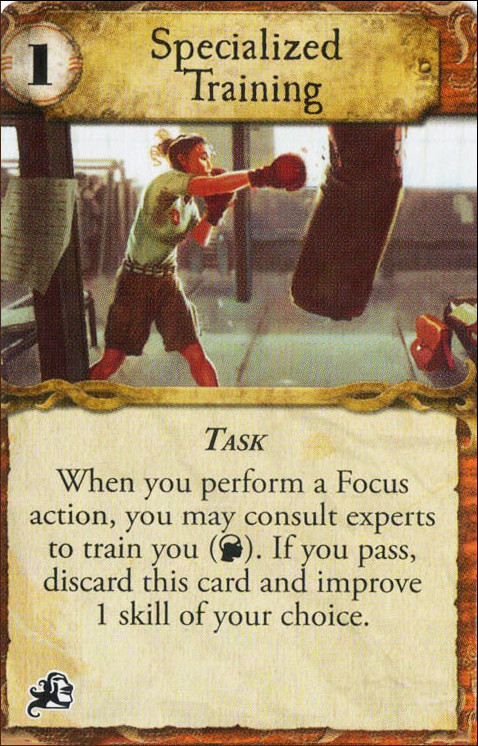 1
Specialized
Training
TASK
When you perform a Focus
action, you may consult experts
to train you ( ). If you pass,
discard this card and improve
1 skill of your choice.